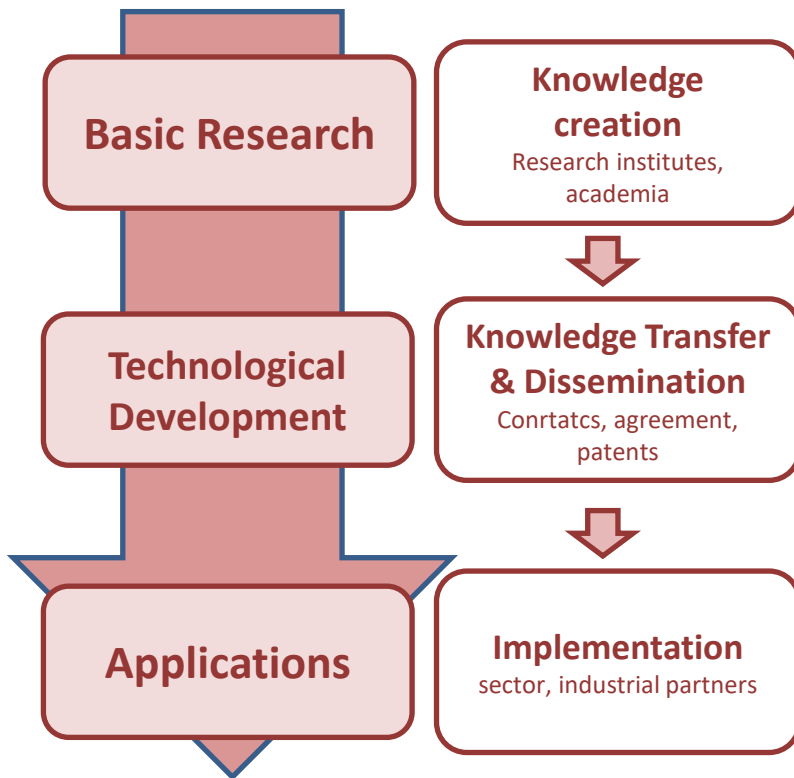 Basic Research
Knowledge
creation
Research institutes,
academia
Technological
Development
Knowledge Transfer
& Dissemination
Conrtatcs, agreement,
patents
Applications
Implementation
sector, industrial partners